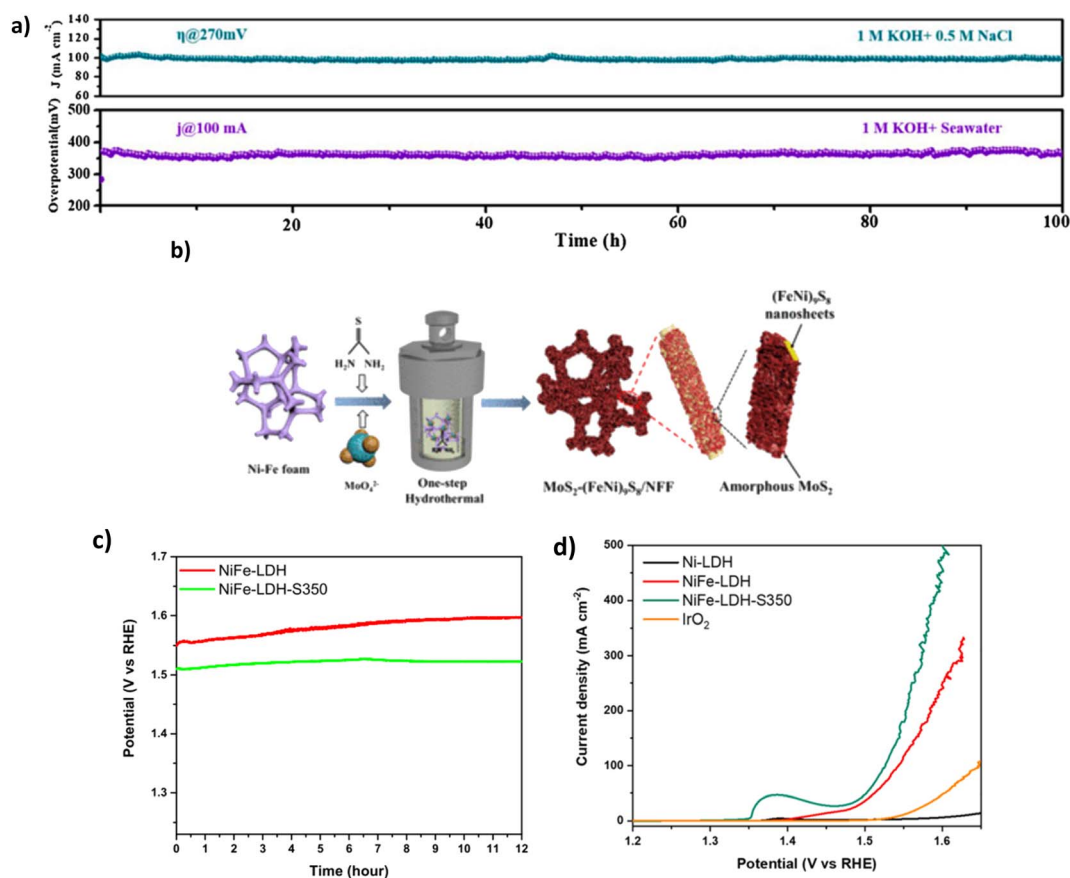 a)
J (mA cm⁻²)
140
120
100
80
60
η@270mV
1 M KOH+ 0.5 M NaCl
Overpotential(mV)
500
400
300
200
j@100 mA
1 M KOH+ Seawater
20
40
60
80
100
Time (h)
b)
S
H₂N
NH₂
Ni-Fe foam
MoO₄²⁻
One-step
Hydrothermal
MoS₂-(FeNi)₉S₈/NFF
(FeNi)₉S₈
nanosheets
Amorphous MoS₂
c)
Potential (V vs RHE)
1.7
1.6
1.5
1.4
1.3
NiFe-LDH
NiFe-LDH-S350
0
1
2
3
4
5
6
7
8
9
10
11
12
Time (hour)
d)
Current density (mA cm⁻²)
500
400
300
200
100
0
Ni-LDH
NiFe-LDH
NiFe-LDH-S350
IrO₂
1.2
1.3
1.4
1.5
1.6
Potential (V vs RHE)